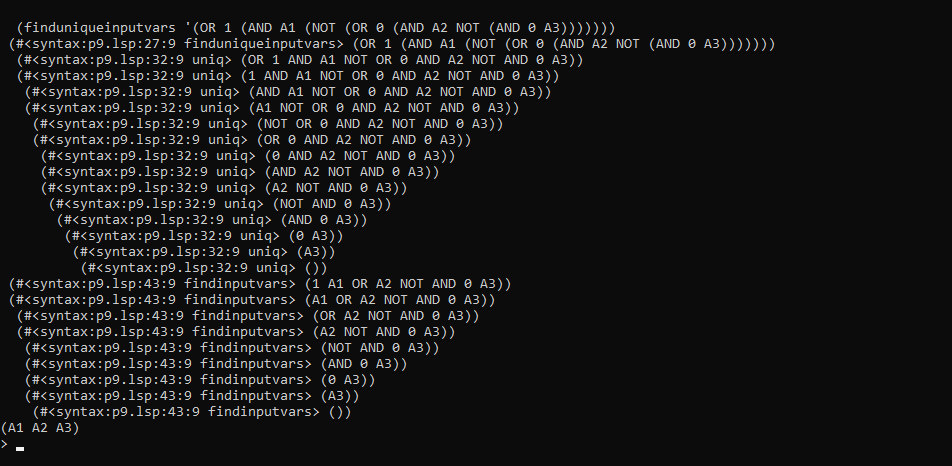 (finduniqueinputvars '(OR 1 (AND A1 (NOT (OR 0 (AND A2 NOT (AND 0 A3)))))))
(#<syntax:p9.lsp:27:9 finduniqueinputvars> (OR 1 (AND A1 (NOT (OR 0 (AND A2 NOT (AND 0 A3)))))))
(#<syntax:p9.lsp:32:9 uniq> (OR 1 AND A1 NOT OR 0 AND A2 NOT AND 0 A3))
(#<syntax:p9.lsp:32:9 uniq> (1 AND A1 NOT OR 0 AND A2 NOT AND 0 A3))
(#<syntax:p9.lsp:32:9 uniq> (AND A1 NOT OR 0 AND A2 NOT AND 0 A3))
(#<syntax:p9.lsp:32:9 uniq> (A1 NOT OR 0 AND A2 NOT AND 0 A3))
(#<syntax:p9.lsp:32:9 uniq> (NOT OR 0 AND A2 NOT AND 0 A3))
(#<syntax:p9.lsp:32:9 uniq> (OR 0 AND A2 NOT AND 0 A3))
(#<syntax:p9.lsp:32:9 uniq> (0 AND A2 NOT AND 0 A3))
(#<syntax:p9.lsp:32:9 uniq> (AND A2 NOT AND 0 A3))
(#<syntax:p9.lsp:32:9 uniq> (A2 NOT AND 0 A3))
(#<syntax:p9.lsp:32:9 uniq> (NOT AND 0 A3))
(#<syntax:p9.lsp:32:9 uniq> (AND 0 A3))
(#<syntax:p9.lsp:32:9 uniq> (0 A3))
(#<syntax:p9.lsp:32:9 uniq> (A3))
(#<syntax:p9.lsp:32:9 uniq> ())
(#<syntax:p9.lsp:43:9 findinputvars> (1 A1 OR A2 NOT AND 0 A3))
(#<syntax:p9.lsp:43:9 findinputvars> (A1 OR A2 NOT AND 0 A3))
(#<syntax:p9.lsp:43:9 findinputvars> (OR A2 NOT AND 0 A3))
(#<syntax:p9.lsp:43:9 findinputvars> (A2 NOT AND 0 A3))
(#<syntax:p9.lsp:43:9 findinputvars> (NOT AND 0 A3))
(#<syntax:p9.lsp:43:9 findinputvars> (AND 0 A3))
(#<syntax:p9.lsp:43:9 findinputvars> (0 A3))
(#<syntax:p9.lsp:43:9 findinputvars> (A3))
(#<syntax:p9.lsp:43:9 findinputvars> ())
(A1 A2 A3)
>